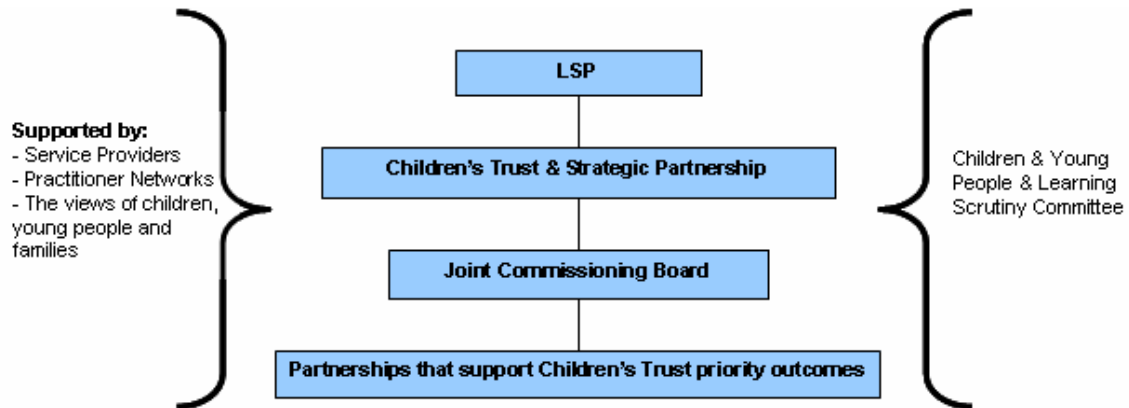 LSP
Supported by:
- Service Providers
- Practitioner Networks
- The views of children,
young people and
families
Children's Trust & Strategic Partnership
Joint Commissioning Board
Partnerships that support Children's Trust priority outcomes
Children & Young
People & Learning
Scrutiny Committee